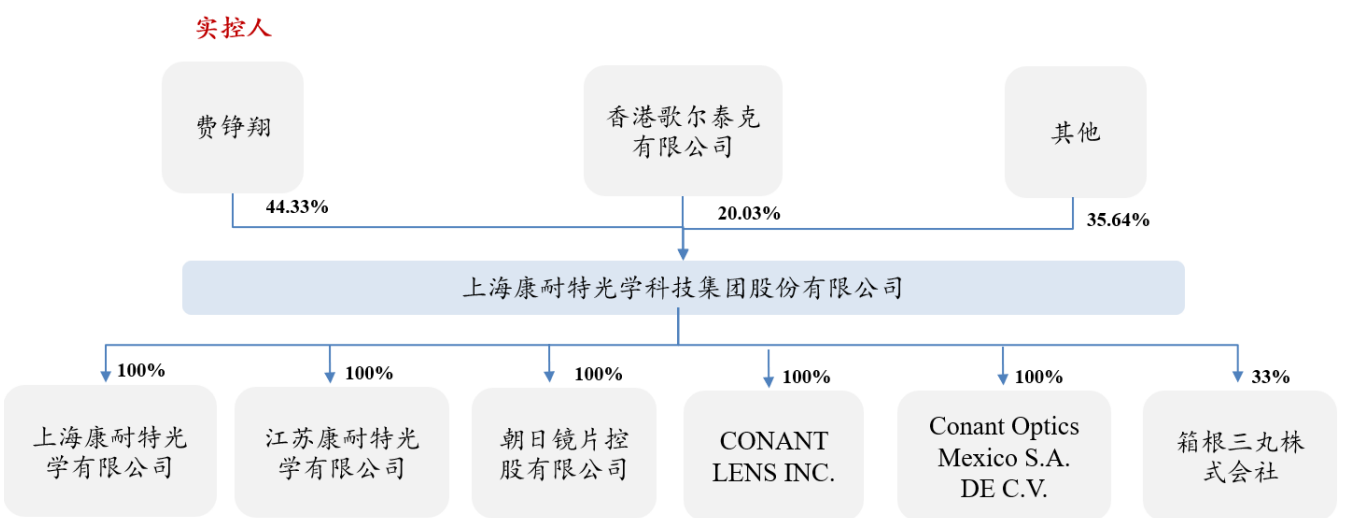 实控人
费铮翔
香港歌尔泰克
有限公司
其他
44.33%
20.03%
35.64%
上海康耐特光学科技集团股份有限公司
100%
100%
100%
100%
100%
33%
上海康耐特光
学有限公司
江苏康耐特光
学有限公司
朝日镜片控
股有限公司
CONANT
LENS INC.
Conant Optics
Mexico S.A.
DE C.V.
箱根三丸株
式会社